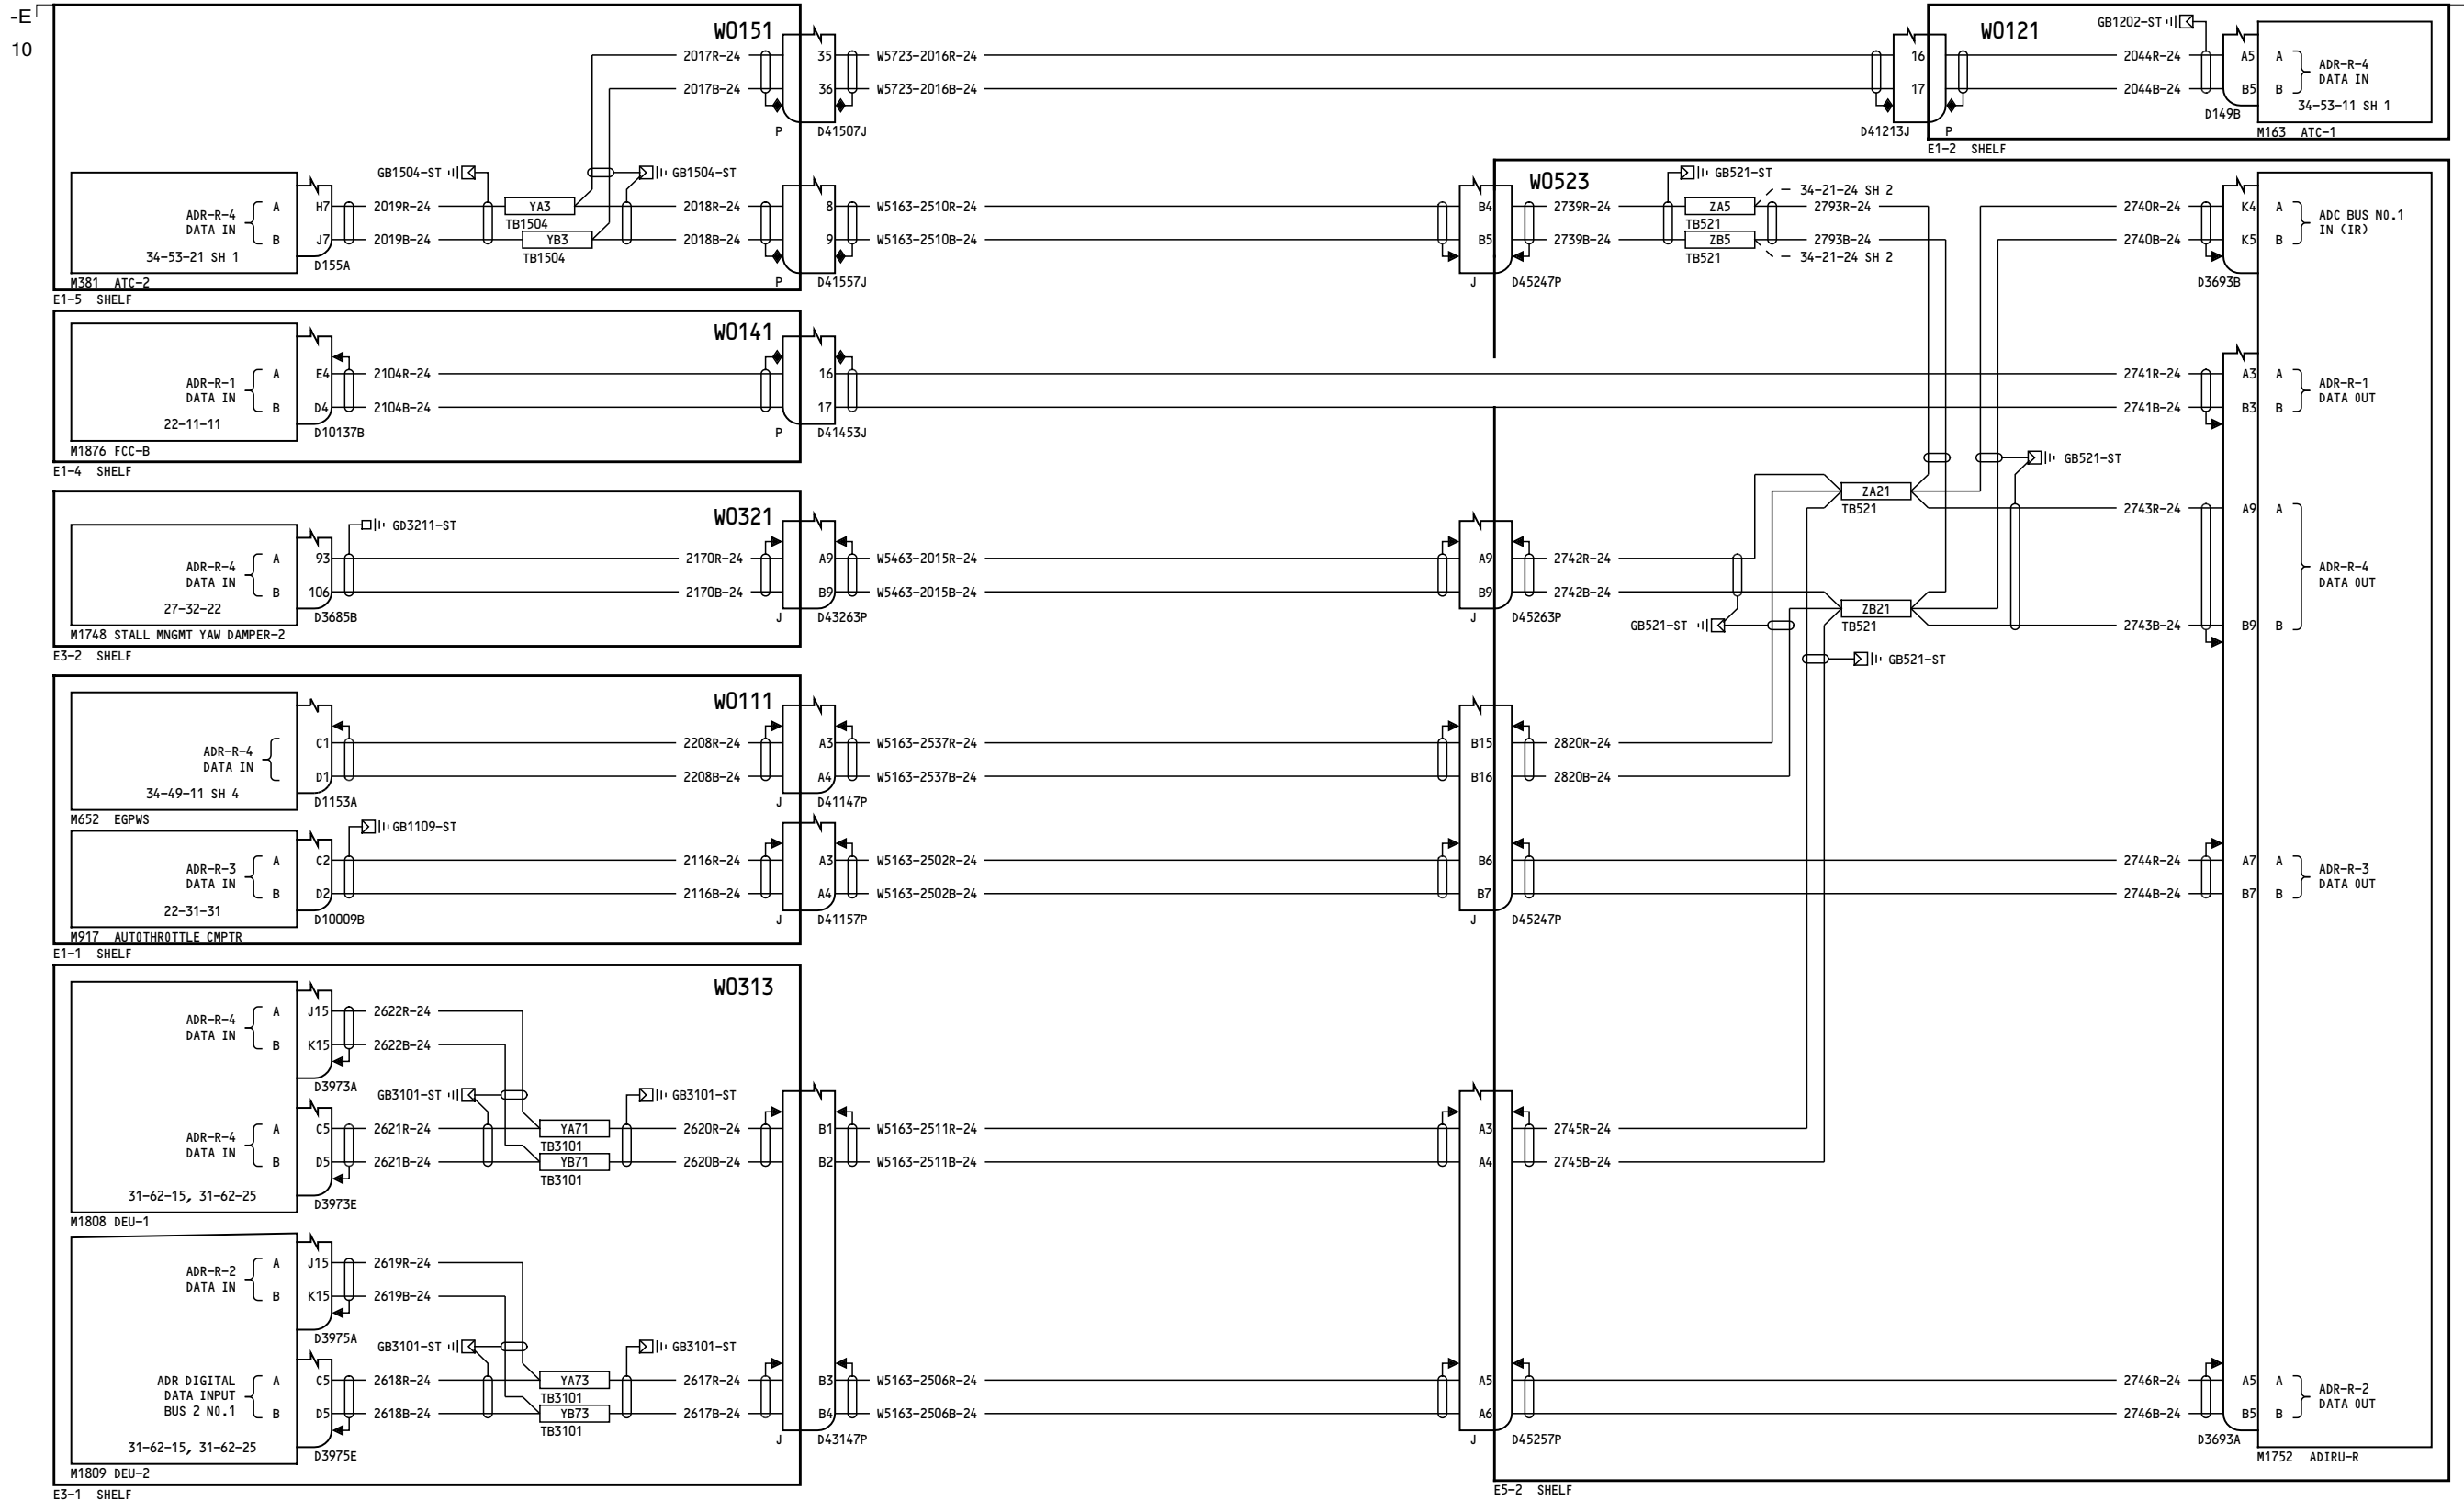 -E
10
W0151
2017R-24
35
W5723-2016R-24
2017B-24
36
W5723-2016B-24
P
D41507J
W0121
GB1202-ST
16
2044R-24
A5
A
ADR-R-4
DATA IN
17
2044B-24
B5
B
34-53-11 SH 1
D41213J
P
D149B
M163 ATC-1
E1-2 SHELF
GB1504-ST
GB1504-ST
ADR-R-4
DATA IN
A
H7
2019R-24
YA3
TB1504
2018R-24
8
W5163-2510R-24
B
J7
2019B-24
YB3
TB1504
2018B-24
9
W5163-2510B-24
34-53-21 SH 1
D155A
M381 ATC-2
P
D41557J
E1-5 SHELF
W0523
GB521-ST
34-21-24 SH 2
B4
2739R-24
ZA5
TB521
2793R-24
2740R-24
K4
A
ADC BUS NO.1
IN (IR)
B5
2739B-24
ZB5
TB521
2793B-24
2740B-24
K5
B
34-21-24 SH 2
J
D45247P
D3693B
W0141
ADR-R-1
DATA IN
A
E4
2104R-24
16
2741R-24
A3
A
ADR-R-1
DATA OUT
B
D4
2104B-24
17
2741B-24
B3
B
22-11-11
D10137B
P
D41453J
M1876 FCC-B
E1-4 SHELF
GB521-ST
ZA21
TB521
2743R-24
A9
A
ADR-R-4
DATA OUT
W0321
GD3211-ST
ADR-R-4
DATA IN
A
93
2170R-24
A9
W5463-2015R-24
A9
2742R-24
B
106
2170B-24
B9
W5463-2015B-24
B9
2742B-24
27-32-22
D3685B
J
D43263P
J
D45263P
M1748 STALL MNGMT YAW DAMPER-2
E3-2 SHELF
ZB21
TB521
GB521-ST
2743B-24
B9
B
GB521-ST
W0111
ADR-R-4
DATA IN
C1
2208R-24
A3
W5163-2537R-24
B15
2820R-24
D1
2208B-24
A4
W5163-2537B-24
B16
2820B-24
34-49-11 SH 4
D1153A
J
D41147P
M652 EGPWS
GB1109-ST
ADR-R-3
DATA IN
A
C2
2116R-24
A3
W5163-2502R-24
B6
2744R-24
A7
A
ADR-R-3
DATA OUT
B
D2
2116B-24
A4
W5163-2502B-24
B7
2744B-24
B7
B
22-31-31
D10009B
J
D41157P
J
D45247P
M917 AUTOTHROTTLE CMPTR
E1-1 SHELF
W0313
ADR-R-4
DATA IN
A
J15
2622R-24
B
K15
2622B-24
D3973A
GB3101-ST
GB3101-ST
ADR-R-4
DATA IN
A
C5
2621R-24
YA71
TB3101
2620R-24
B1
W5163-2511R-24
A3
2745R-24
B
D5
2621B-24
YB71
TB3101
2620B-24
B2
W5163-2511B-24
A4
2745B-24
31-62-15, 31-62-25
D3973E
M1808 DEU-1
ADR-R-2
DATA IN
A
J15
2619R-24
B
K15
2619B-24
D3975A
GB3101-ST
GB3101-ST
ADR DIGITAL
DATA INPUT
BUS 2 NO.1
A
C5
2618R-24
YA73
TB3101
2617R-24
B3
W5163-2506R-24
A5
2746R-24
A5
A
ADR-R-2
DATA OUT
B
D5
2618B-24
YB73
TB3101
2617B-24
B4
W5163-2506B-24
A6
2746B-24
B5
B
31-62-15, 31-62-25
D3975E
J
D43147P
J
D45257P
D3693A
M1752 ADIRU-R
M1809 DEU-2
E3-1 SHELF
E5-2 SHELF